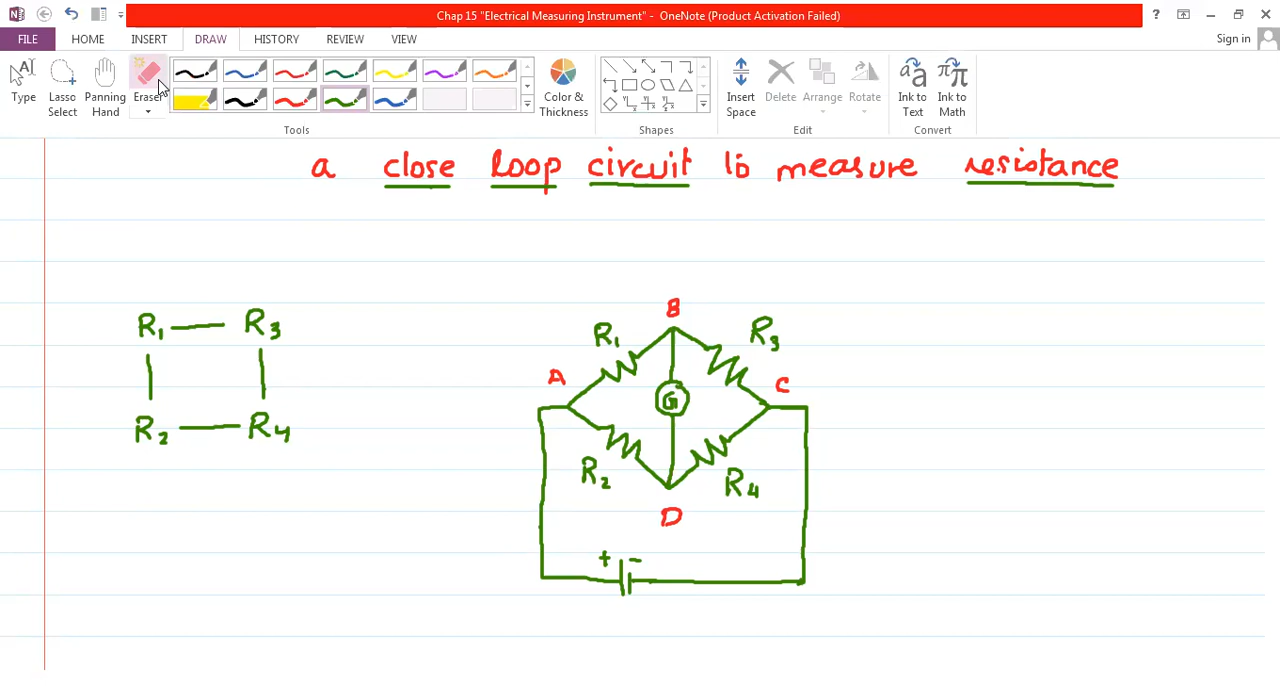 Chap 15 "Electrical Measuring Instrument" - OneNote (Product Activation Failed)
?
FILE HOME INSERT DRAW HISTORY REVIEW VIEW Sign in
Type Lasso Select Panning Hand Eraser Color & Thickness Insert Space Delete Arrange Rotate Ink to Text Ink to Math
Tools Shapes Edit Convert
a close loop circuit to measure resistance
B
R1 R3 R1 R3
A C
G
R2 R4 R2 R4
D
+ -